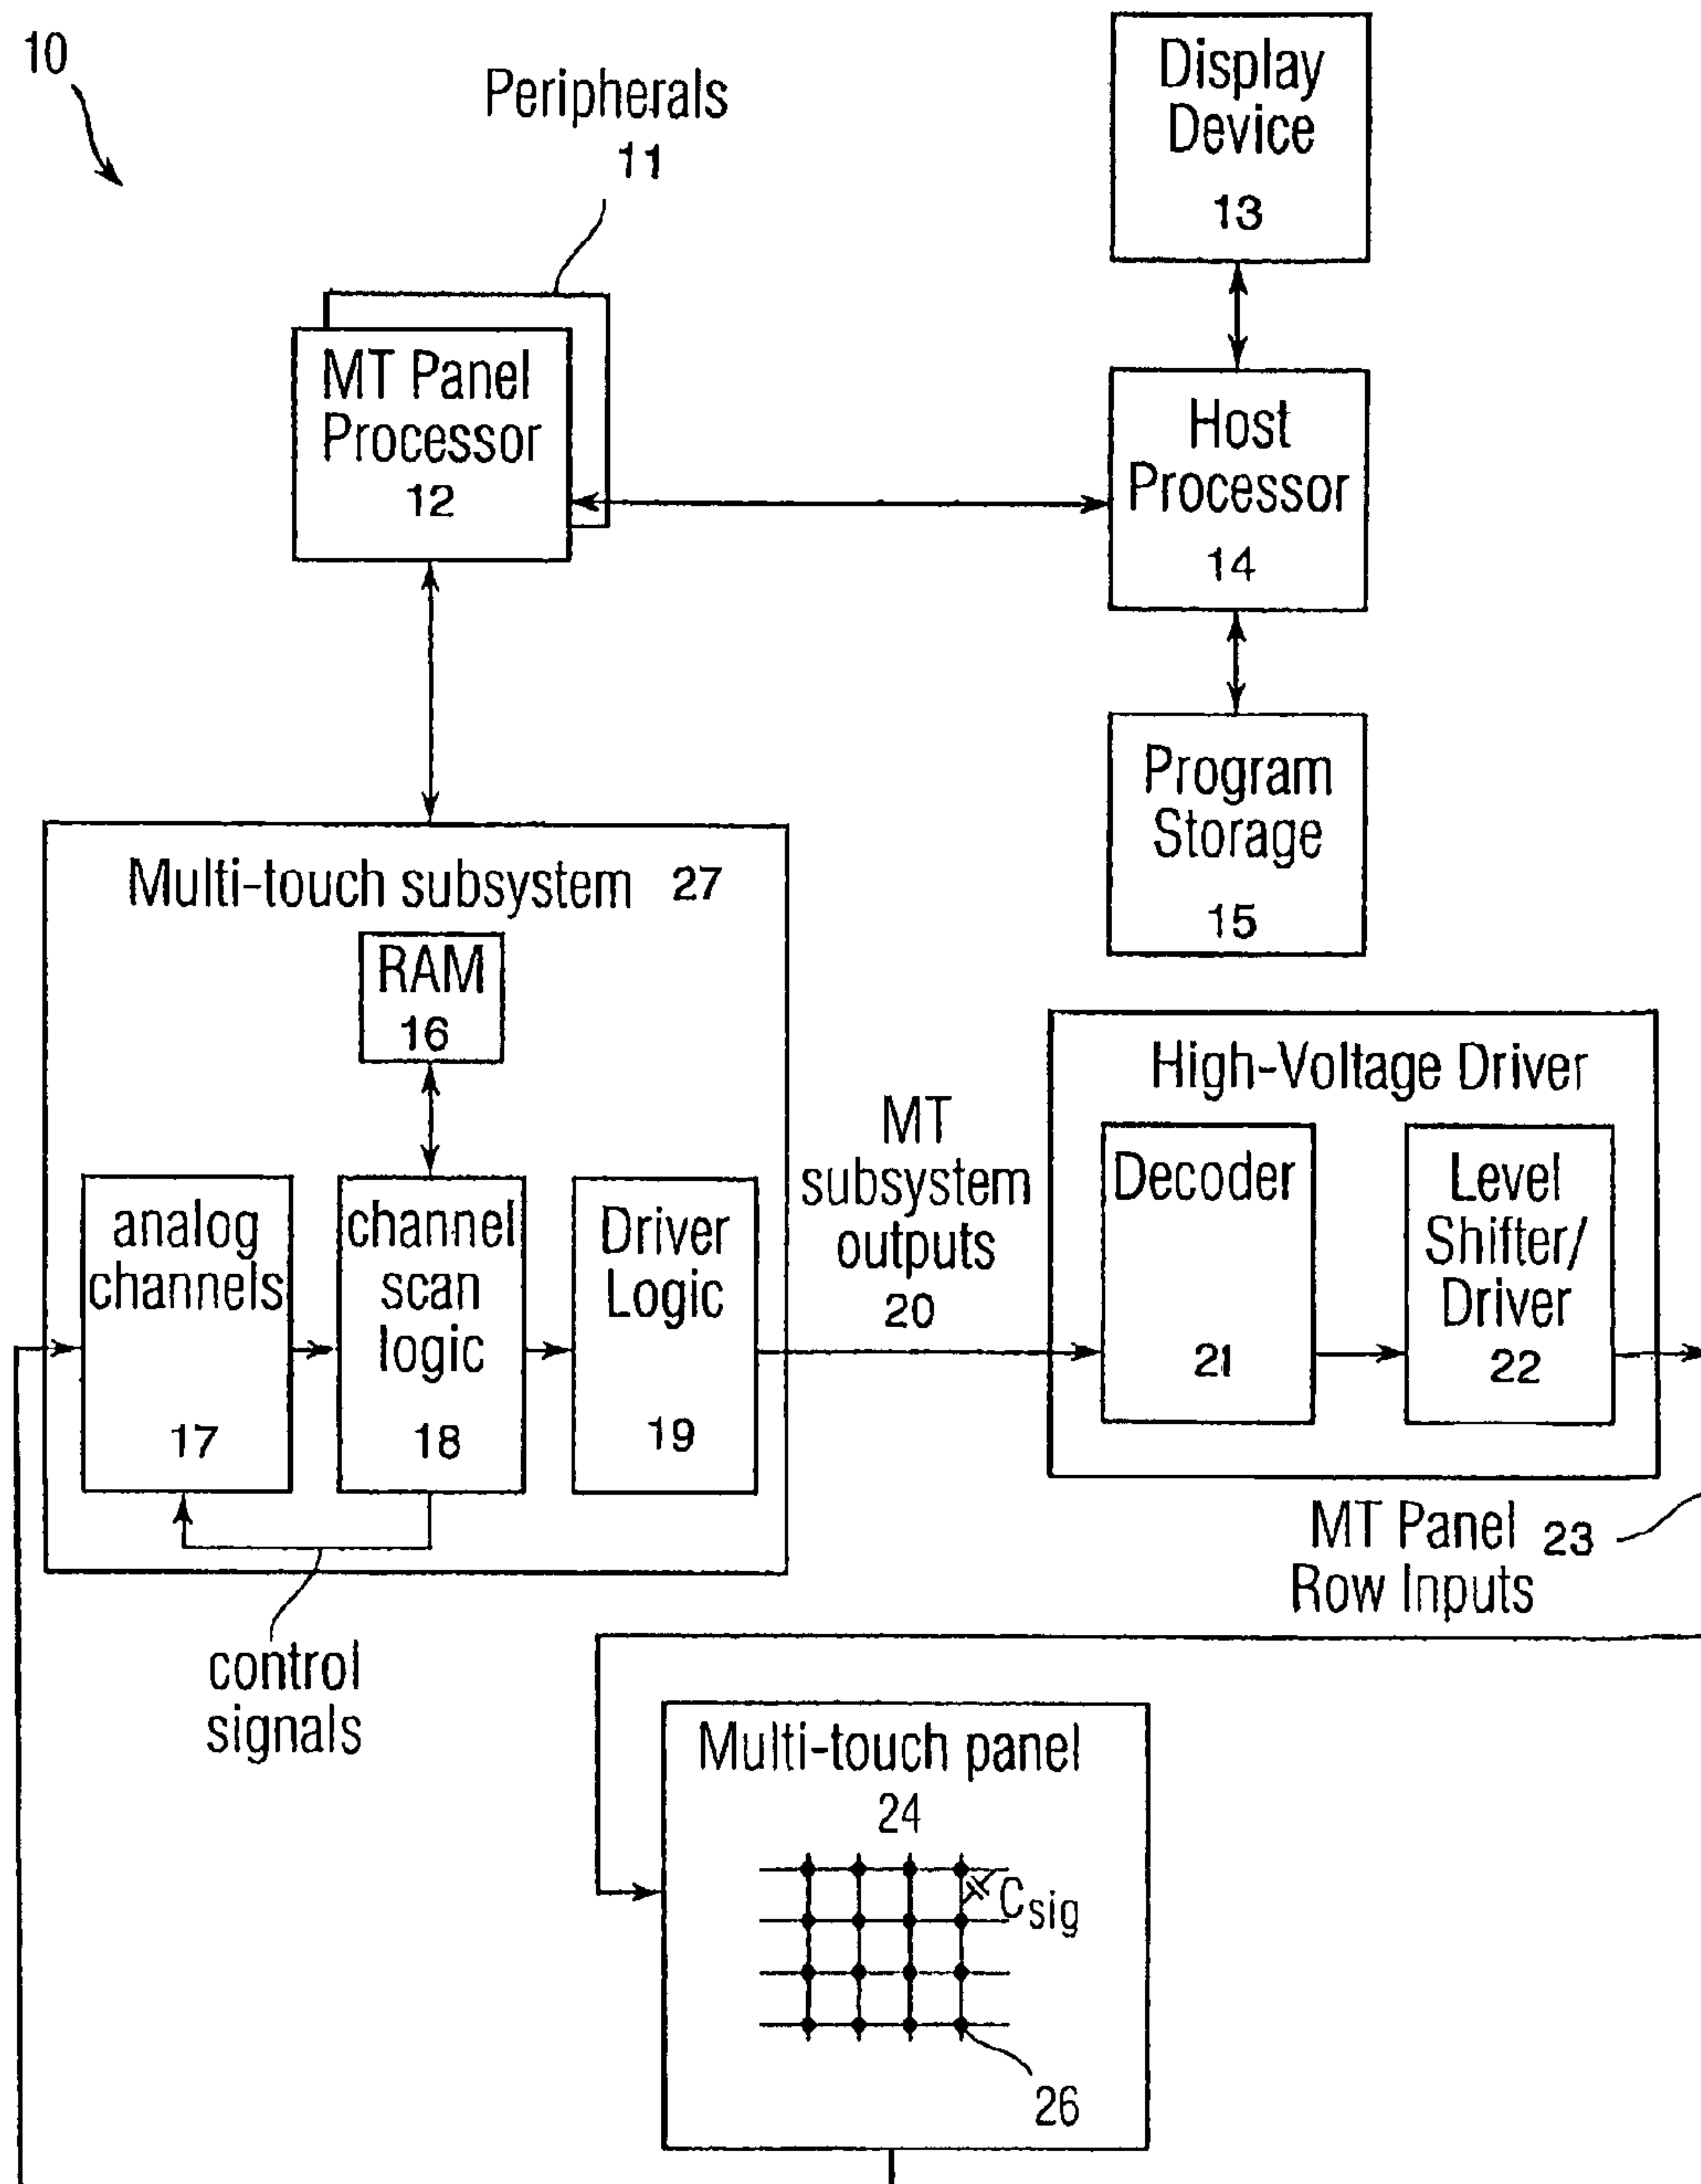 10
Peripherals
11
Display
Device
13
MT Panel
Processor
12
Host
Processor
14
Program
Storage
15
Multi-touch subsystem 27
RAM
16
analog
channels
17
channel
scan
logic
18
Driver
Logic
19
control
signals
MT
subsystem
outputs
20
High-Voltage Driver
Decoder
21
Level
Shifter/
Driver
22
MT Panel 23
Row Inputs
Multi-touch panel
24
Csig
26